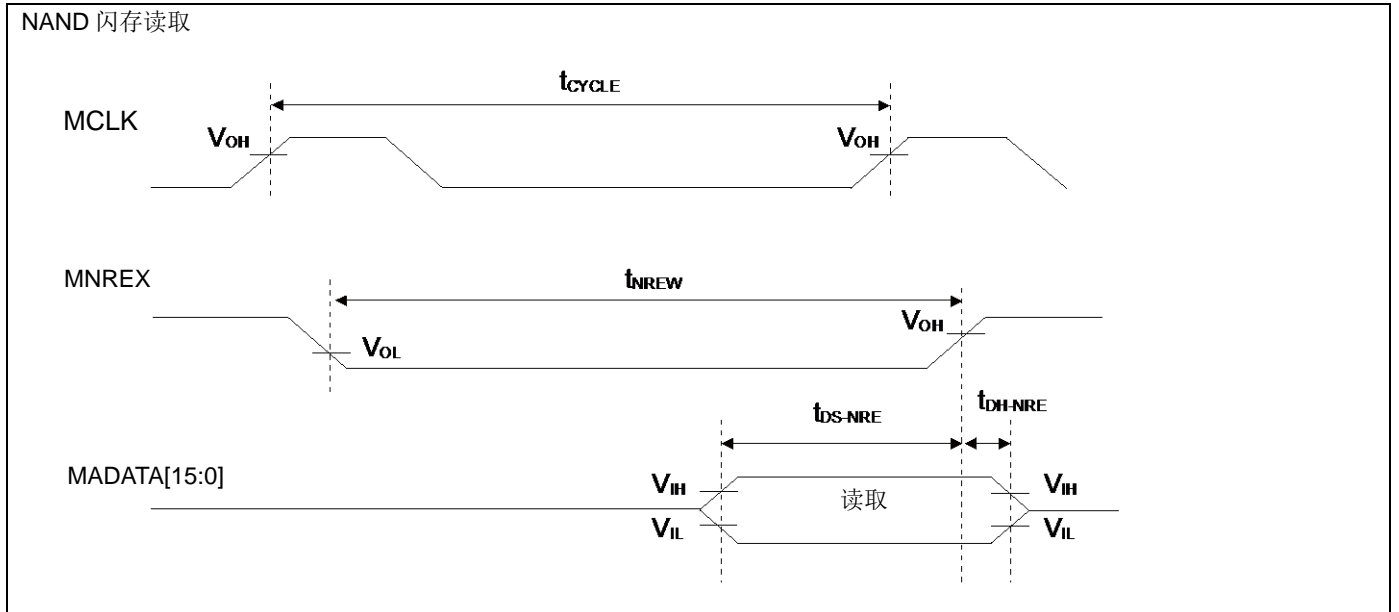 NAND 闪存读取
tCYCLE
MCLK
VOH
VOH
MNREX
tNREW
VOH
VOL
tDS-NRE
tDH-NRE
MADATA[15:0]
VIH
读取
VIH
VIL
VIL